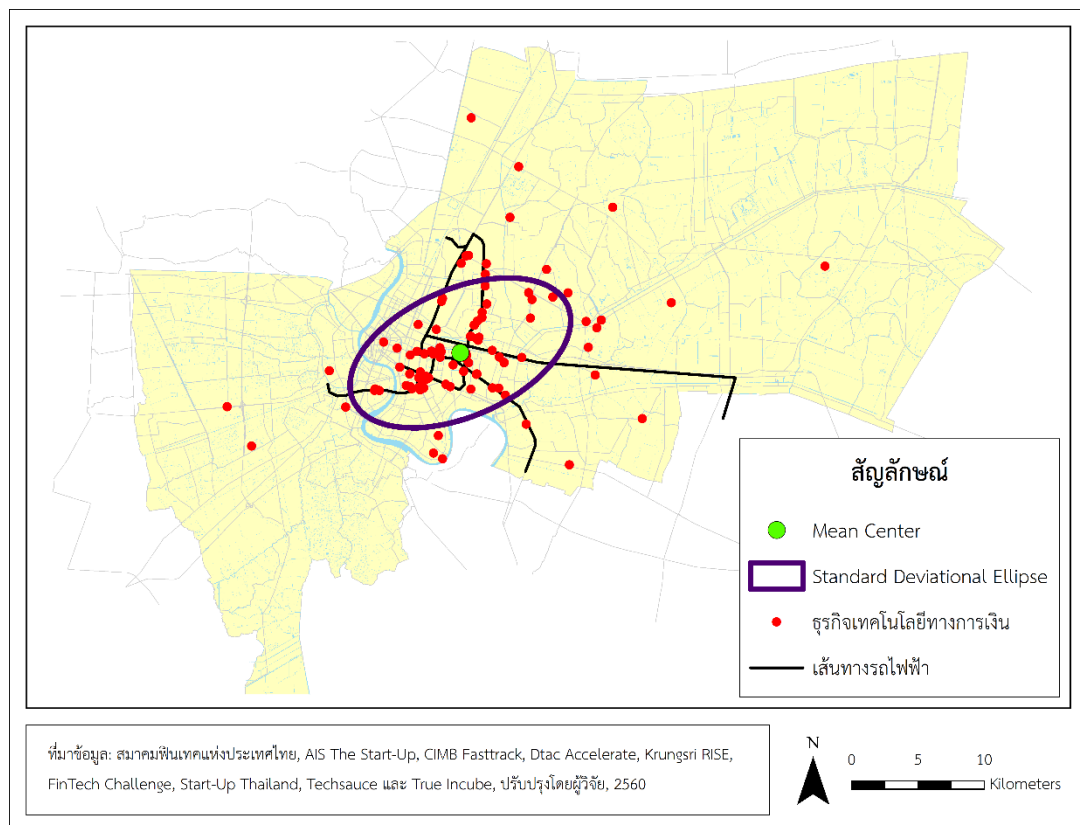 สัญลักษณ์
Mean Center
Standard Deviational Ellipse
ธุรกิจเทคโนโลยีทางการเงิน
เส้นทางรถไฟฟ้า
ที่มาข้อมูล: สมาคมฟินเทคแห่งประเทศไทย, AIS The Start-Up, CIMB Fasttrack, Dtac Accelerate, Krungsri RISE,
FinTech Challenge, Start-Up Thailand, Techsauce และ True Incube, ปรับปรุงโดยผู้วิจัย, 2560
N
0 5 10
Kilometers